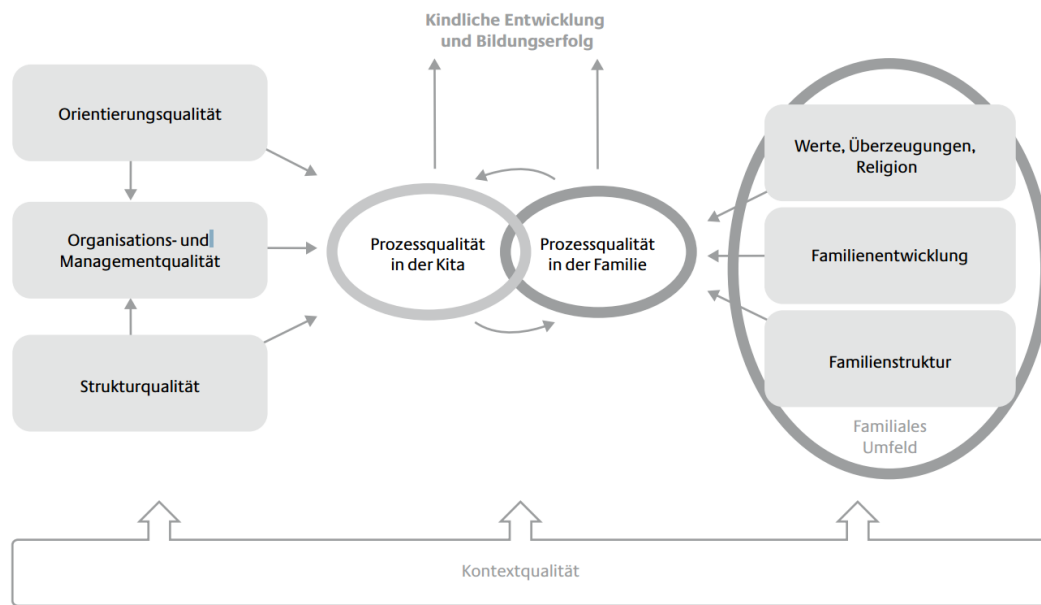 Kindliche Entwicklung
und Bildungserfolg
Orientierungsqualität
Organisations- und
Managementqualität
Strukturqualität
Prozessqualität
in der Kita
Prozessqualität
in der Familie
Werte, Überzeugungen,
Religion
Familienentwicklung
Familienstruktur
Familiales
Umfeld
Kontextqualität